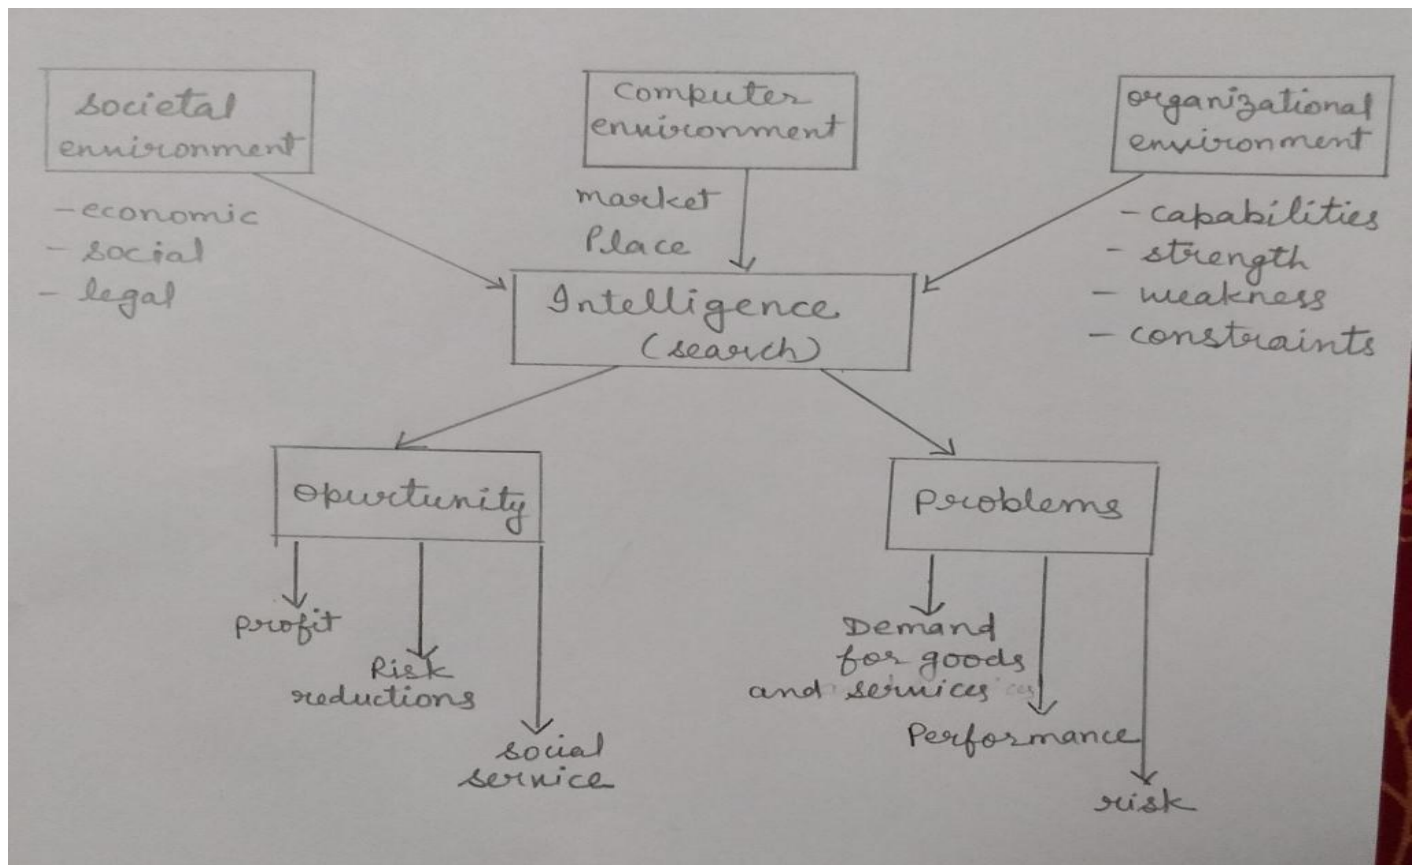 societal
environment
- economic
- social
- legal
computer
environment
market
Place
organizational
environment
- capabilities
- strength
- weakness
- constraints
Intelligence
(search)
opurtunity
profit
Risk
reductions
social
service
problems
Demand
for goods
and services
Performance
risk